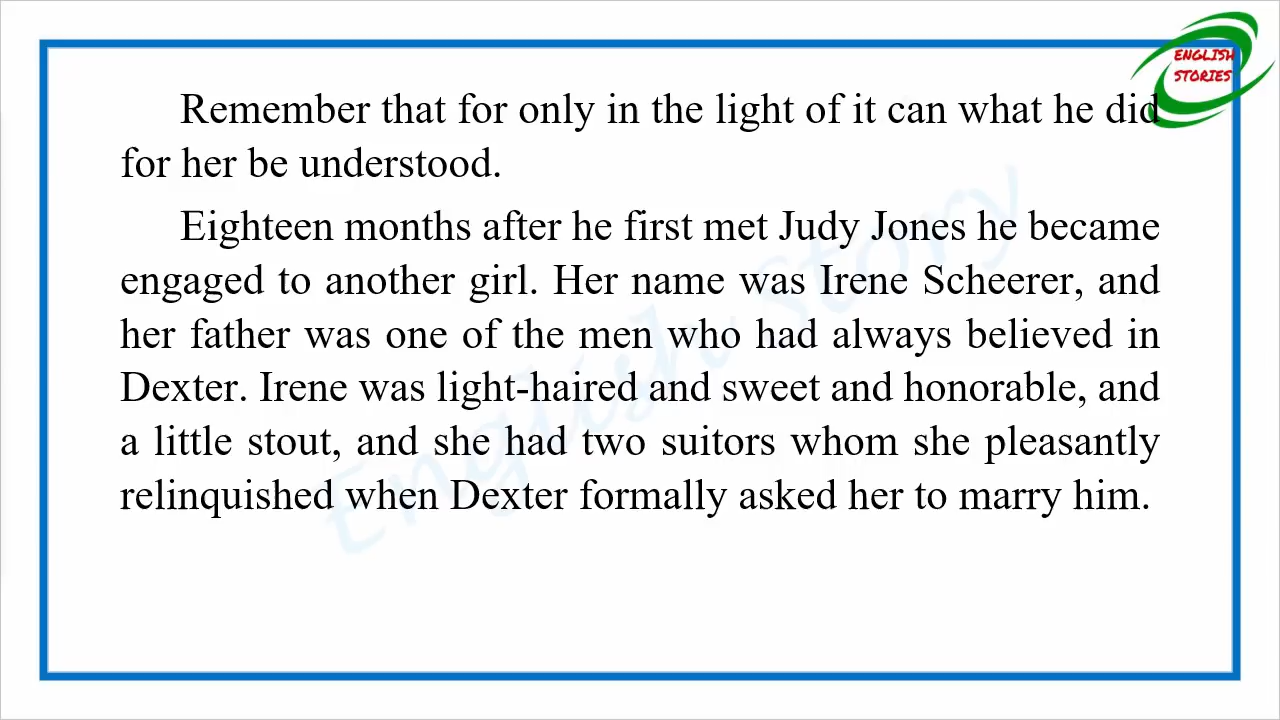 ENGLISH
STORIES
Remember that for only in the light of it can what he did
for her be understood.
Eighteen months after he first met Judy Jones he became
engaged to another girl. Her name was Irene Scheerer, and
her father was one of the men who had always believed in
Dexter. Irene was light-haired and sweet and honorable, and
a little stout, and she had two suitors whom she pleasantly
relinquished when Dexter formally asked her to marry him.
English Story